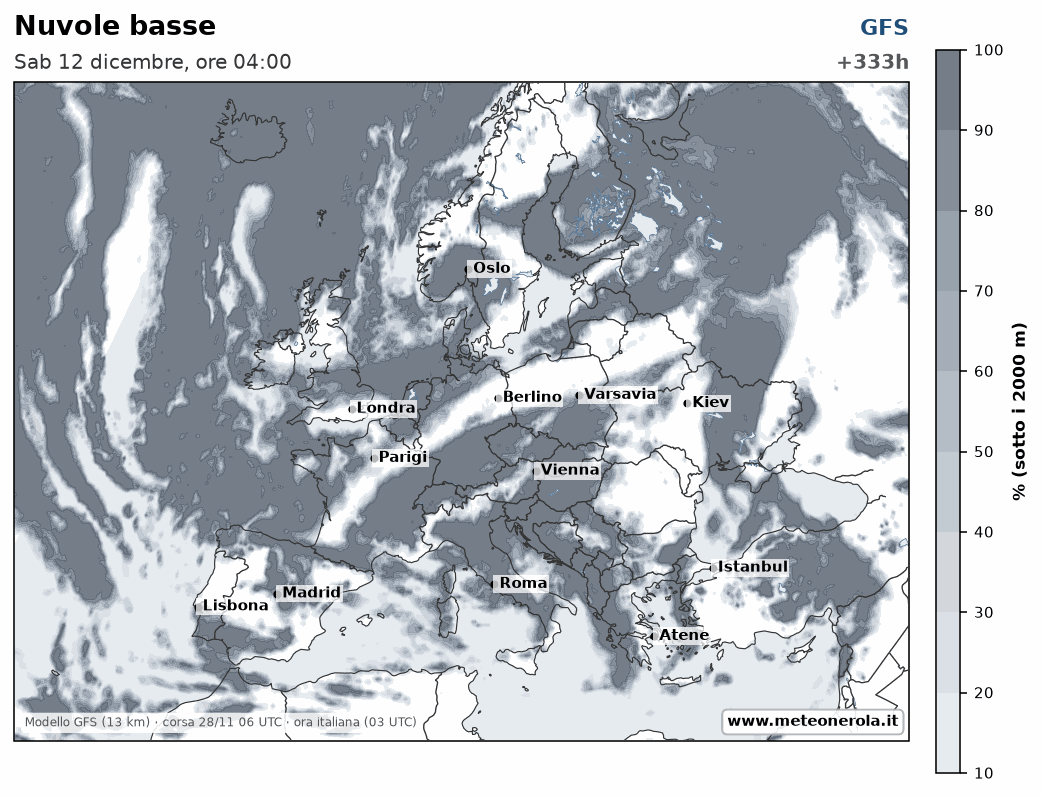 Nuvole basse
GFS
Sab 12 dicembre, ore 04:00
+333h
Oslo
Londra
Berlino
Varsavia
Kiev
Parigi
Vienna
Istanbul
Roma
Madrid
Lisbona
Atene
Modello GFS (13 km) · corsa 28/11 06 UTC · ora italiana (03 UTC)
www.meteonerola.it
100
90
80
70
60
50
40
30
20
10
% (sotto i 2000 m)